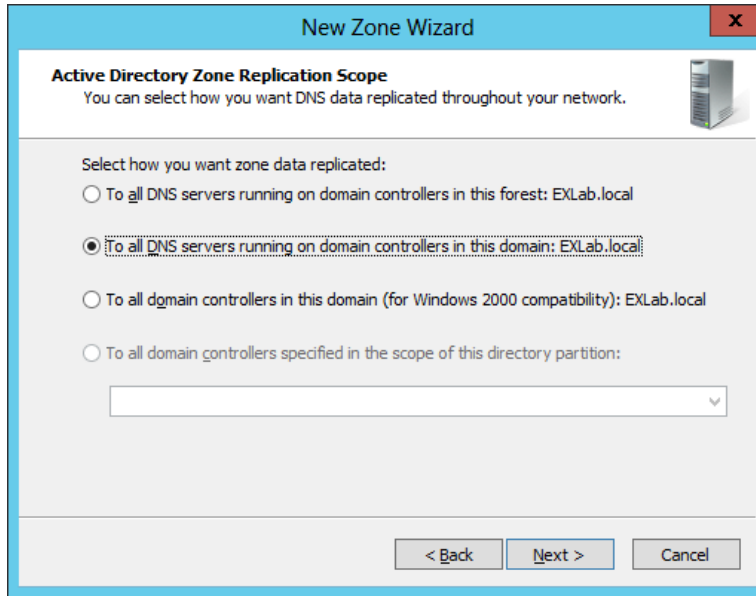 New Zone Wizard
x
Active Directory Zone Replication Scope
You can select how you want DNS data replicated throughout your network.
Select how you want zone data replicated:
To all DNS servers running on domain controllers in this forest: EXLab.local
To all DNS servers running on domain controllers in this domain: EXLab.local
To all domain controllers in this domain (for Windows 2000 compatibility): EXLab.local
To all domain controllers specified in the scope of this directory partition:
< Back Next > Cancel